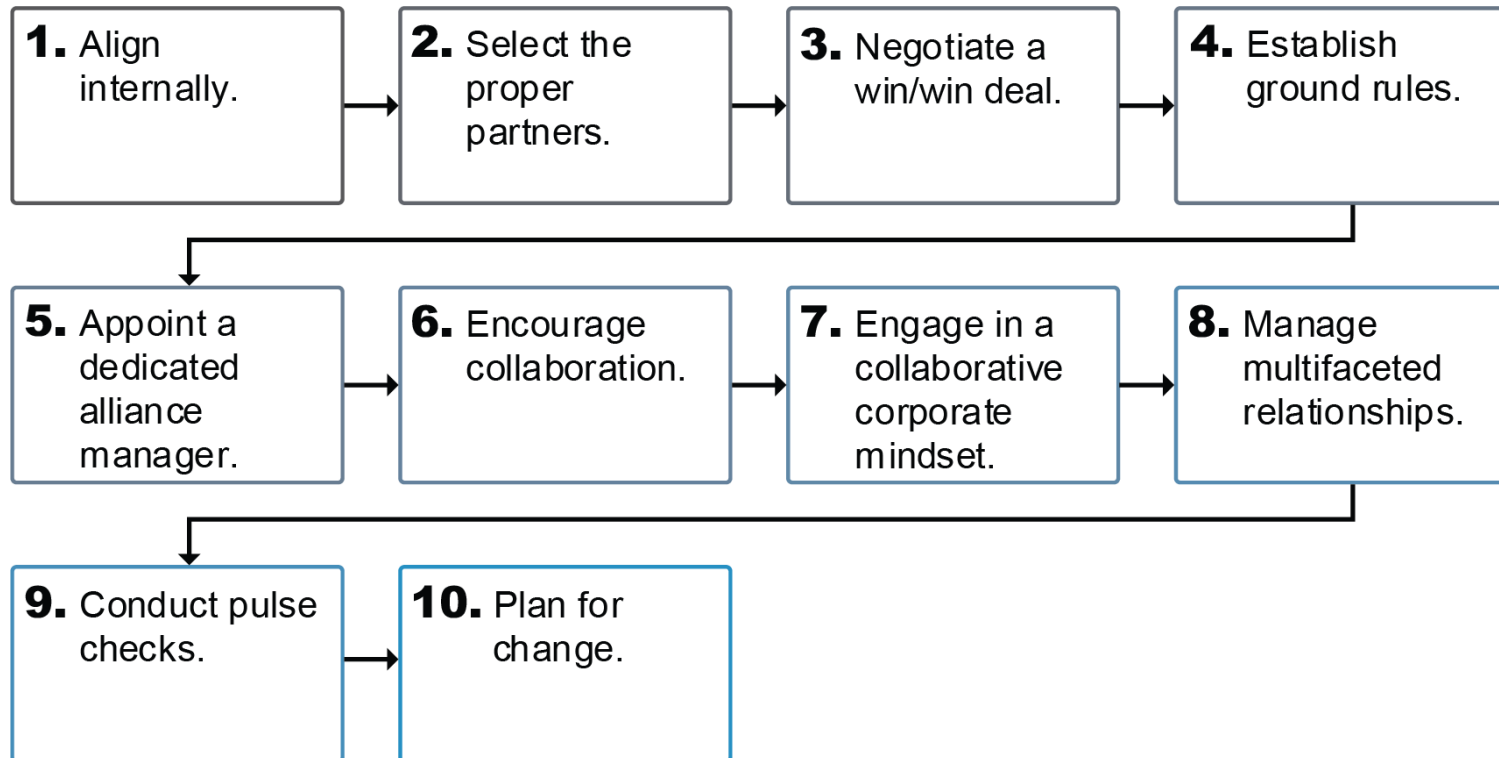 1. Align
internally.
2. Select the
proper
partners.
3. Negotiate a
win/win deal.
4. Establish
ground rules.
5. Appoint a
dedicated
alliance
manager.
6. Encourage
collaboration.
7. Engage in a
collaborative
corporate
mindset.
8. Manage
multifaceted
relationships.
9. Conduct pulse
checks.
10. Plan for
change.